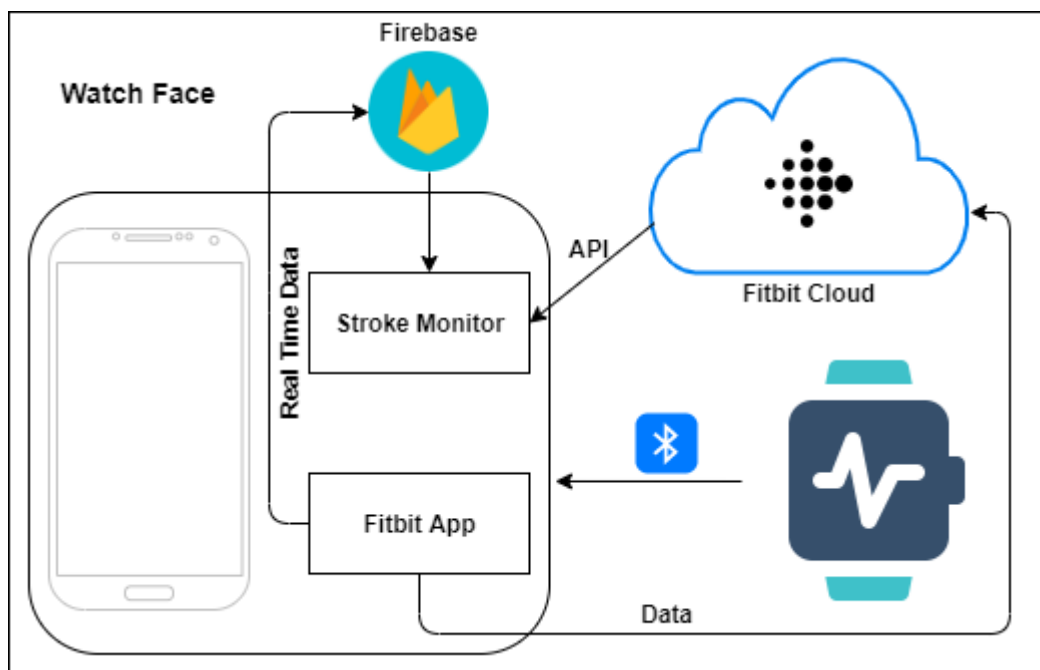 Firebase
Watch Face
API
Fitbit Cloud
Real Time Data
Stroke Monitor
Fitbit App
Data